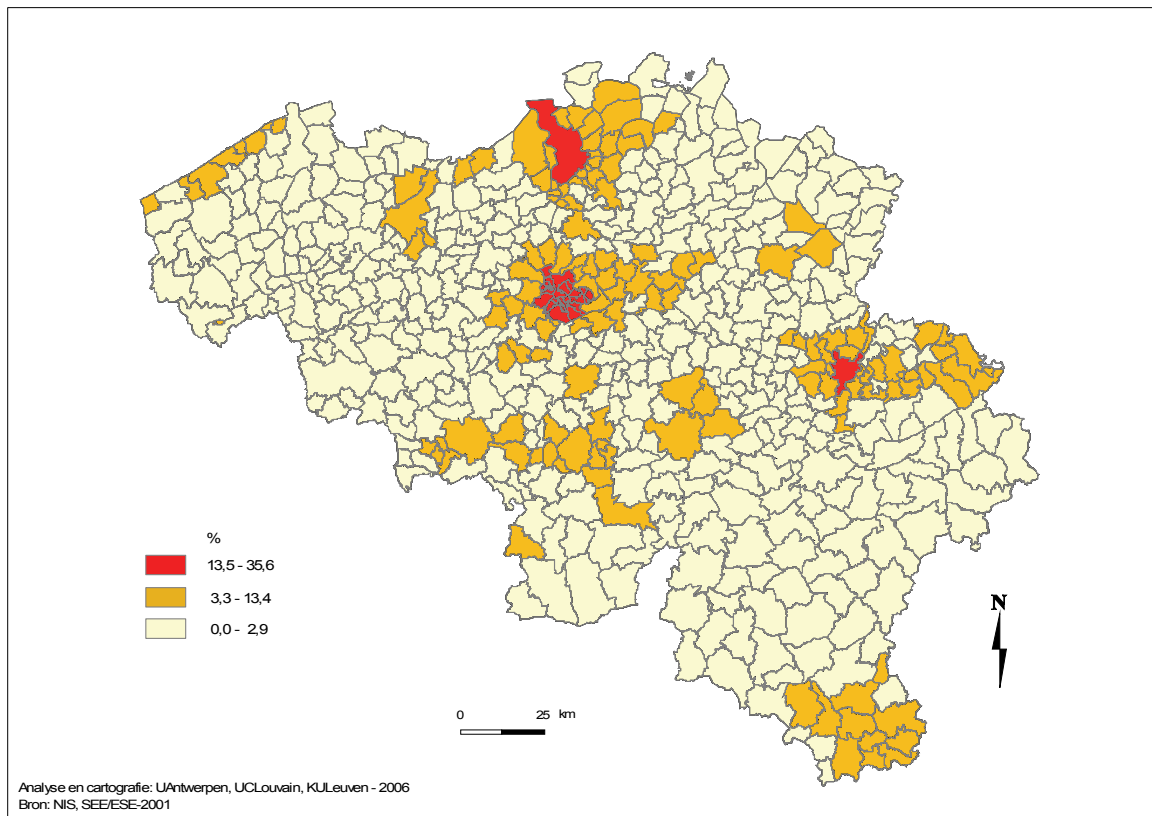 %
13,5 - 35,6
3,3 - 13,4
0,0 - 2,9
N
0 25 km
Analyse en cartografie: UAntwerpen, UCLouvain, KULeuven - 2006
Bron: NIS, SEE/ESE-2001